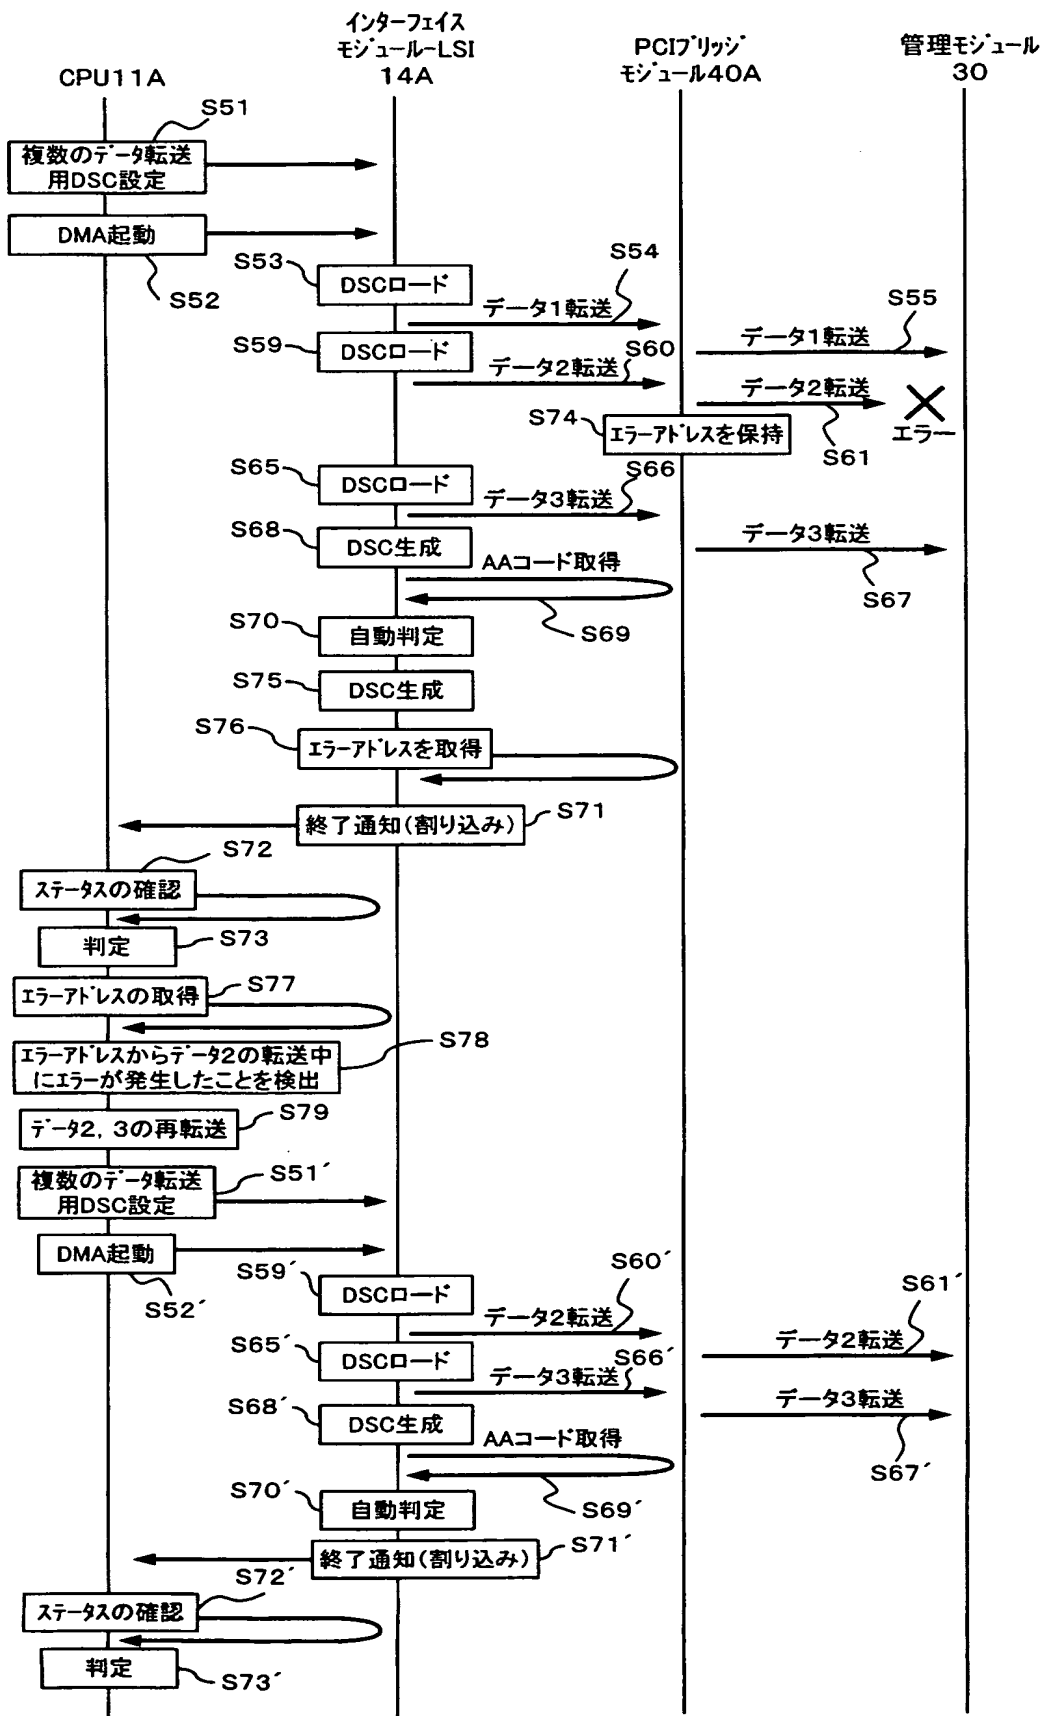 インターフェイス
モジュール-LSI
14A
PCIブリッジ
モジュール40A
管理モジュール
30
CPU11A
S51
複数のデータ転送
用DSC設定
DMA起動
S52
S53
DSCロード
S54
データ1転送
S55
データ1転送
S59
DSCロード
S60
データ2転送
データ2転送
エラー
S61
S74
エラーアドレスを保持
S65
DSCロード
S66
データ3転送
データ3転送
S67
S68
DSC生成
AAコード取得
S69
S70
自動判定
S75
DSC生成
S76
エラーアドレスを取得
S71
終了通知(割り込み)
S72
ステータスの確認
S73
判定
S77
エラーアドレスの取得
S78
エラーアドレスからデータ2の転送中
にエラーが発生したことを検出
S79
データ2, 3の再転送
S51´
複数のデータ転送
用DSC設定
DMA起動
S52´
S59´
DSCロード
S60´
データ2転送
S61´
データ2転送
S65´
DSCロード
S66´
データ3転送
データ3転送
S67´
S68´
DSC生成
AAコード取得
S69´
S70´
自動判定
S71´
終了通知(割り込み)
S72´
ステータスの確認
判定
S73´